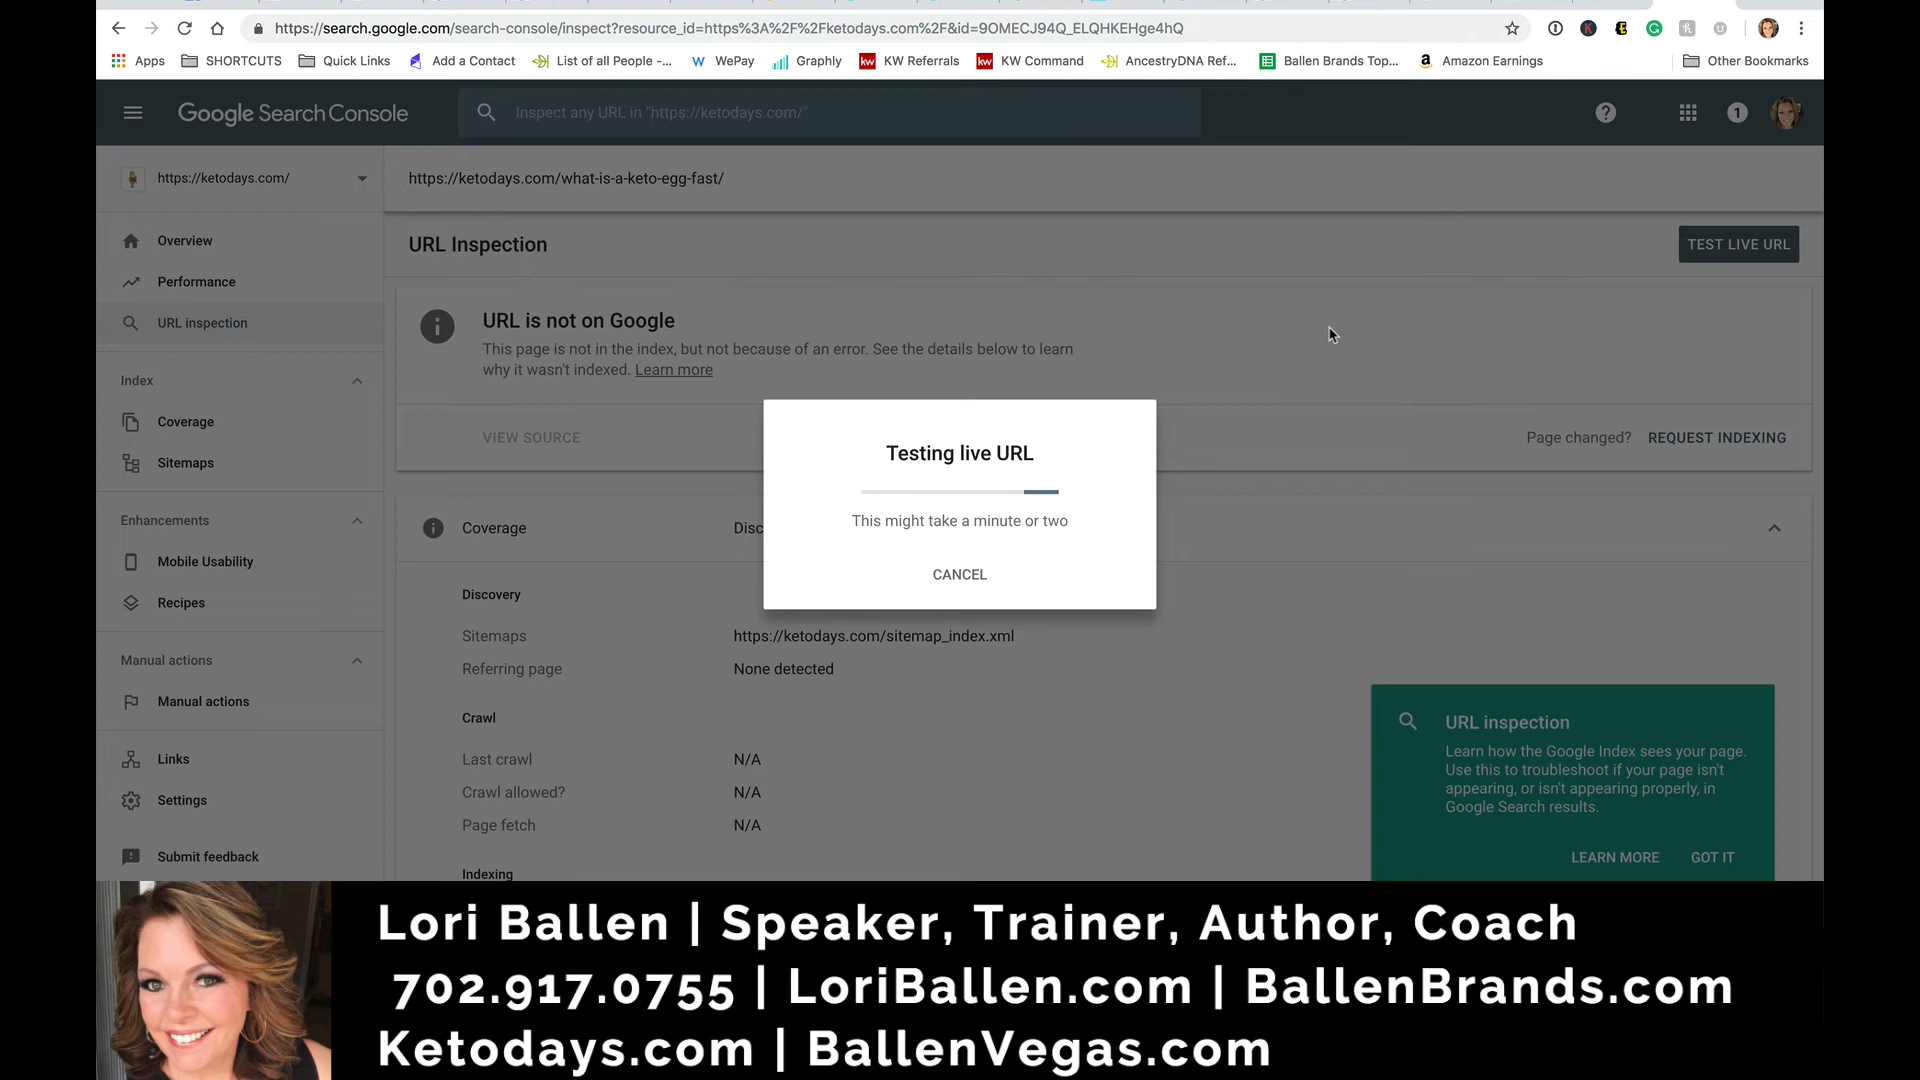 https://search.google.com/search-console/inspect?resource_id=https%3A%2F%2Fketodays.com%2F&id=9OMECJ94Q_ELQHKEHge4hQ
Apps SHORTCUTS Quick Links Add a Contact List of all People -... WePay Graphly kw KW Referrals kw KW Command AncestryDNA Ref... Ballen Brands Top... Amazon Earnings Other Bookmarks
Google Search Console
Inspect any URL in "https://ketodays.com/"
1
https://ketodays.com/
https://ketodays.com/what-is-a-keto-egg-fast/
Overview
Performance
URL inspection
Index
Coverage
Sitemaps
Enhancements
Mobile Usability
Recipes
Manual actions
Manual actions
Links
Settings
Submit feedback
URL Inspection
TEST LIVE URL
URL is not on Google
This page is not in the index, but not because of an error. See the details below to learn
why it wasn't indexed. Learn more
VIEW SOURCE
Page changed? REQUEST INDEXING
Testing live URL
This might take a minute or two
CANCEL
Coverage Disc
Discovery
Sitemaps https://ketodays.com/sitemap_index.xml
Referring page None detected
Crawl
Last crawl N/A
Crawl allowed? N/A
Page fetch N/A
Indexing
URL inspection
Learn how the Google Index sees your page.
Use this to troubleshoot if your page isn't
appearing, or isn't appearing properly, in
Google Search results.
LEARN MORE GOT IT
Lori Ballen | Speaker, Trainer, Author, Coach
702.917.0755 | LoriBallen.com | BallenBrands.com
Ketodays.com | BallenVegas.com